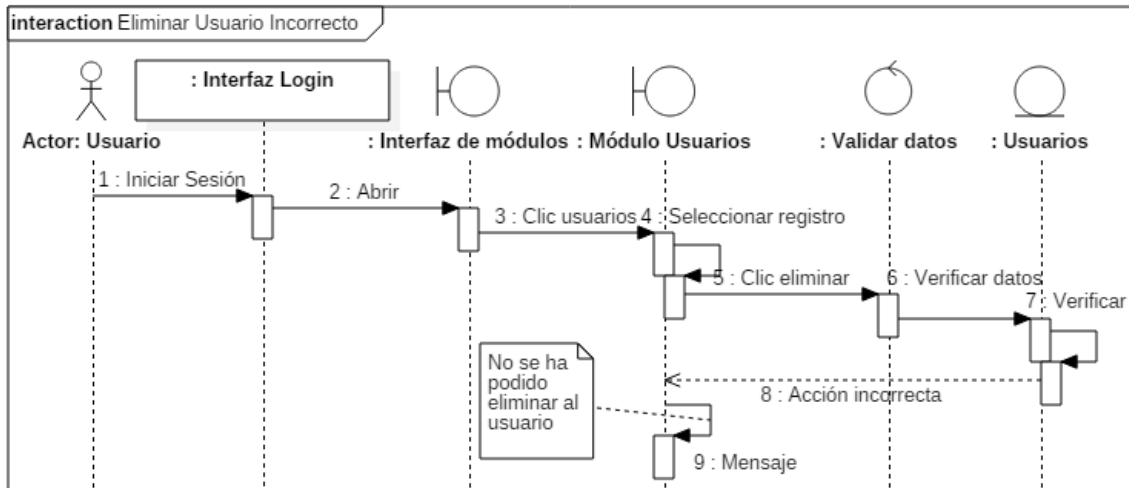 interaction Eliminar Usuario Incorrecto
: Interfaz Login
Actor: Usuario
: Interfaz de módulos
: Módulo Usuarios
: Validar datos
: Usuarios
1 : Iniciar Sesión
2 : Abrir
3 : Clic usuarios
4 : Seleccionar registro
5 : Clic eliminar
6 : Verificar datos
7 : Verificar
8 : Acción incorrecta
No se ha
podido
eliminar al
usuario
9 : Mensaje